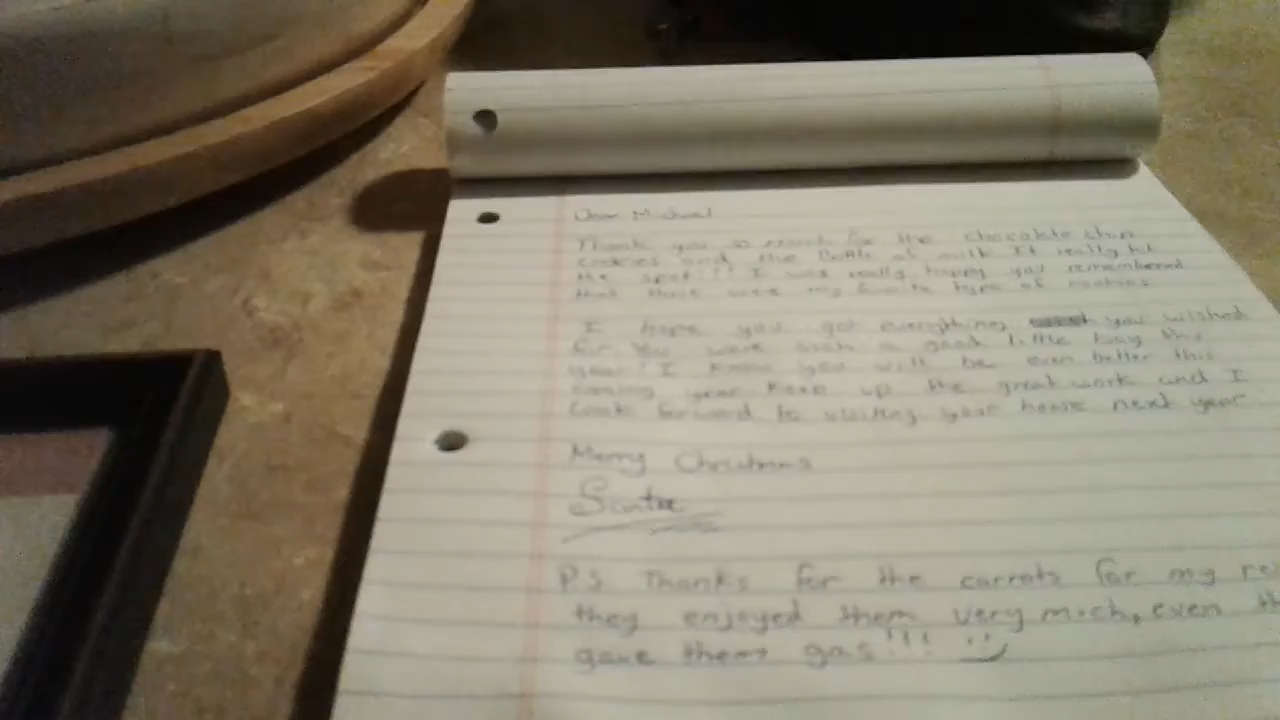 Dear Michael
Thank you so much for the chocolate chip
cookies and the bottle of milk It really hit
the spot!!! I was really happy you remembered
that those were my favorite type of cookies
I hope you got everything you wished
for You were such a good little boy this
year! I know you will be even better this
coming year Keep up the great work and I
look forward to visiting your house next year
Merry Christmas
Santa
P.S. Thanks for the carrots for my
they enjoyed them very much, even
gave them gas!!! :)